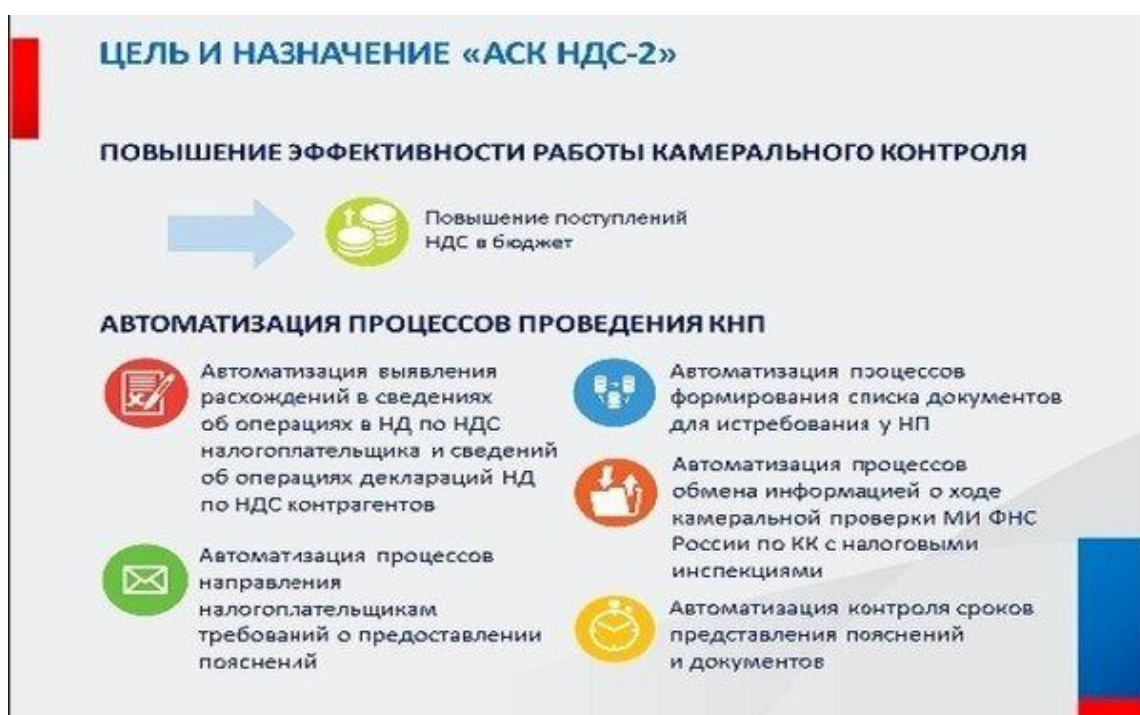 ЦЕЛЬ И НАЗНАЧЕНИЕ «АСК НДС-2»
ПОВЫШЕНИЕ ЭФФЕКТИВНОСТИ РАБОТЫ КАМЕРАЛЬНОГО КОНТРОЛЯ
Повышение поступлений
НДС в бюджет
АВТОМАТИЗАЦИЯ ПРОЦЕССОВ ПРОВЕДЕНИЯ КНП
Автоматизация выявления
расхождений в сведениях
об операциях в НД по НДС
налогоплательщика и сведений
об операциях деклараций НД
по НДС контрагентов
Автоматизация процессов
направления
налогоплательщикам
требований о предоставлении
пояснений
Автоматизация процессов
формирования списка документов
для истребования у НП
Автоматизация процессов
обмена информацией о ходе
камеральной проверки МИ ФНС
России по КК с налоговыми
инспекциями
Автоматизация контроля сроков
представления пояснений
и документов